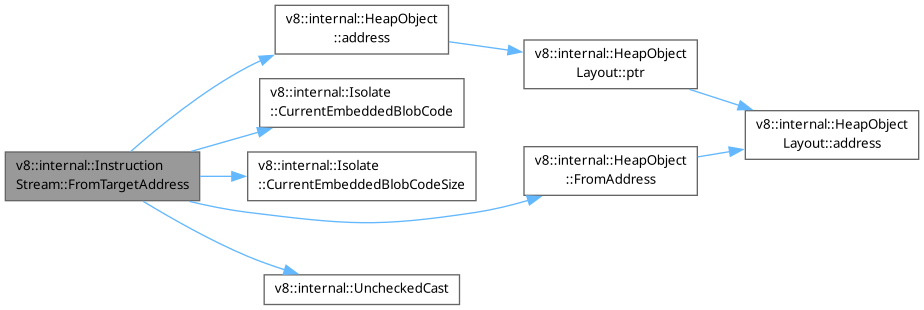 v8::internal::HeapObject
::address
v8::internal::HeapObject
Layout::ptr
v8::internal::Isolate
::CurrentEmbeddedBlobCode
v8::internal::HeapObject
Layout::address
v8::internal::Instruction
Stream::FromTargetAddress
v8::internal::Isolate
::CurrentEmbeddedBlobCodeSize
v8::internal::HeapObject
::FromAddress
v8::internal::UncheckedCast